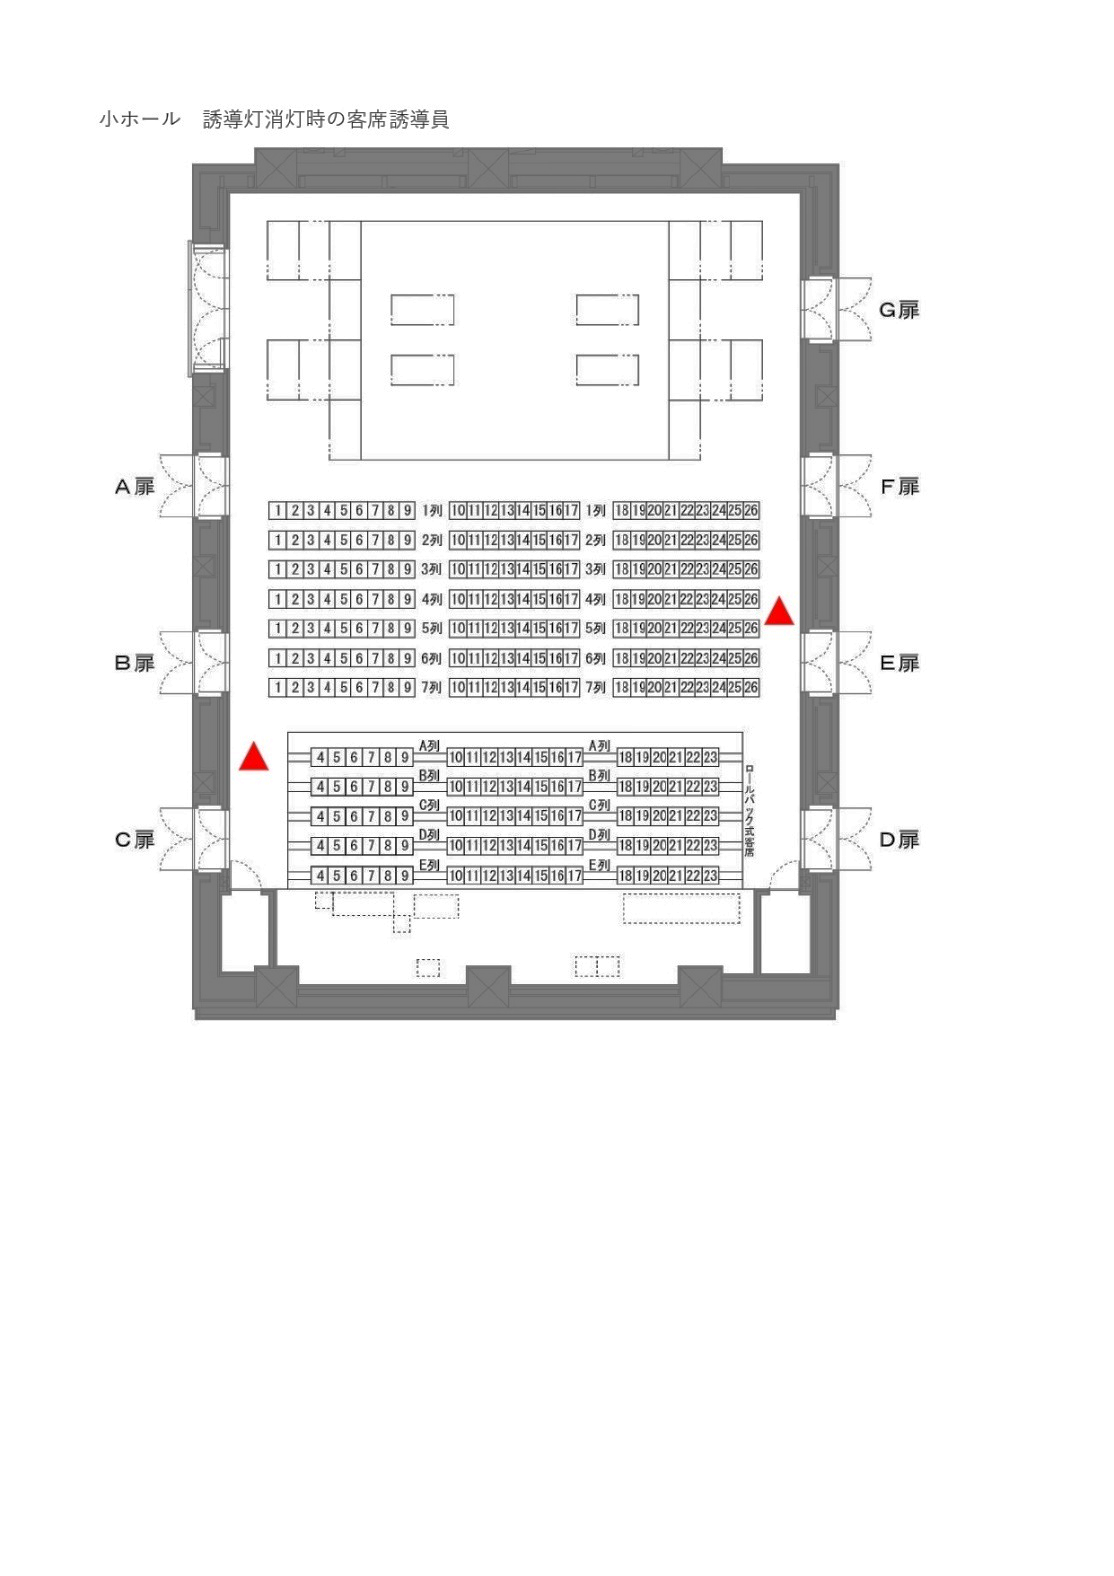 小ホール　誘導灯消灯時の客席誘導員
G扉
A扉
F扉
1 2 3 4 5 6 7 8 9 1列 10 11 12 13 14 15 16 17 1列 18 19 20 21 22 23 24 25 26
1 2 3 4 5 6 7 8 9 2列 10 11 12 13 14 15 16 17 2列 18 19 20 21 22 23 24 25 26
1 2 3 4 5 6 7 8 9 3列 10 11 12 13 14 15 16 17 3列 18 19 20 21 22 23 24 25 26
1 2 3 4 5 6 7 8 9 4列 10 11 12 13 14 15 16 17 4列 18 19 20 21 22 23 24 25 26
1 2 3 4 5 6 7 8 9 5列 10 11 12 13 14 15 16 17 5列 18 19 20 21 22 23 24 25 26
B扉
1 2 3 4 5 6 7 8 9 6列 10 11 12 13 14 15 16 17 6列 18 19 20 21 22 23 24 25 26
E扉
1 2 3 4 5 6 7 8 9 7列 10 11 12 13 14 15 16 17 7列 18 19 20 21 22 23 24 25 26
4 5 6 7 8 9 A列 10 11 12 13 14 15 16 17 A列 18 19 20 21 22 23
4 5 6 7 8 9 B列 10 11 12 13 14 15 16 17 B列 18 19 20 21 22 23
4 5 6 7 8 9 C列 10 11 12 13 14 15 16 17 C列 18 19 20 21 22 23
4 5 6 7 8 9 D列 10 11 12 13 14 15 16 17 D列 18 19 20 21 22 23
4 5 6 7 8 9 E列 10 11 12 13 14 15 16 17 E列 18 19 20 21 22 23
ロールバック式客席
C扉
D扉